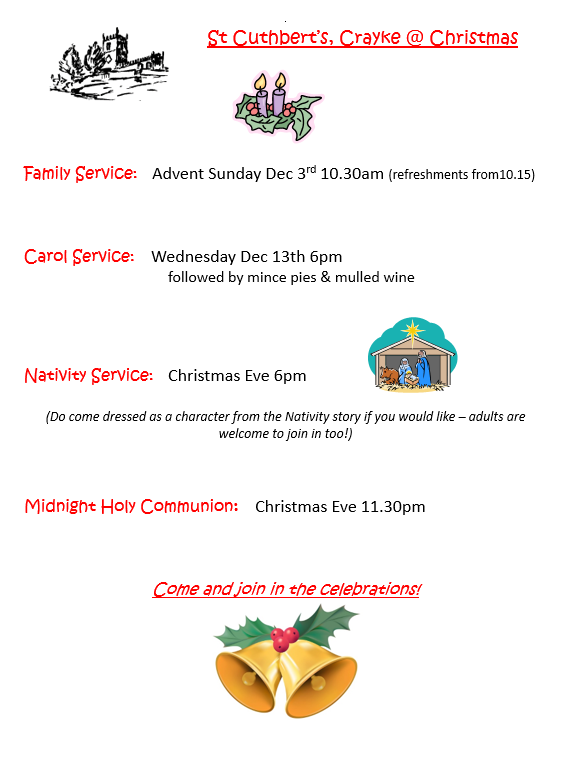 St Cuthbert's, Crayke @ Christmas
Family Service: Advent Sunday Dec 3rd 10.30am (refreshments from10.15)
Carol Service: Wednesday Dec 13th 6pm
followed by mince pies & mulled wine
Nativity Service: Christmas Eve 6pm
(Do come dressed as a character from the Nativity story if you would like – adults are
welcome to join in too!)
Midnight Holy Communion: Christmas Eve 11.30pm
Come and join in the celebrations!